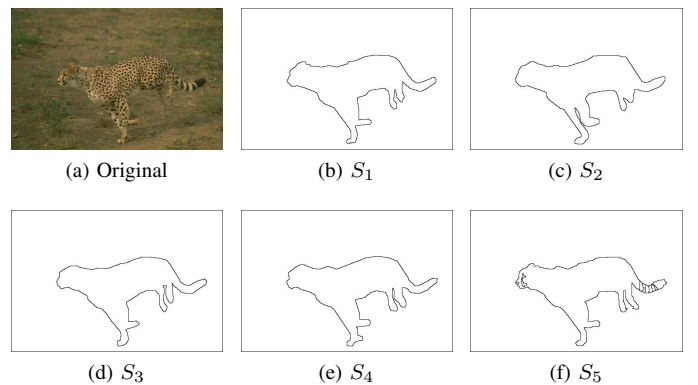 (a) Original
(b) S₁
(c) S₂
(d) S₃
(e) S₄
(f) S₅